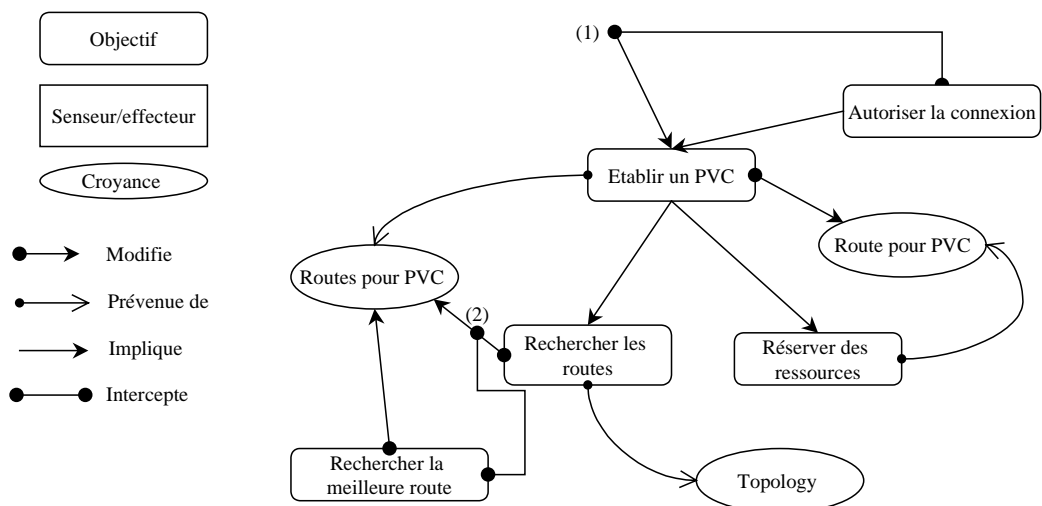 Objectif
Senseur/effecteur
Croyance
Modifie
Prévenue de
Implique
Intercepte
(1)
Autoriser la connexion
Etablir un PVC
Route pour PVC
Routes pour PVC
(2)
Rechercher les
routes
Réserver des
ressources
Rechercher la
meilleure route
Topology